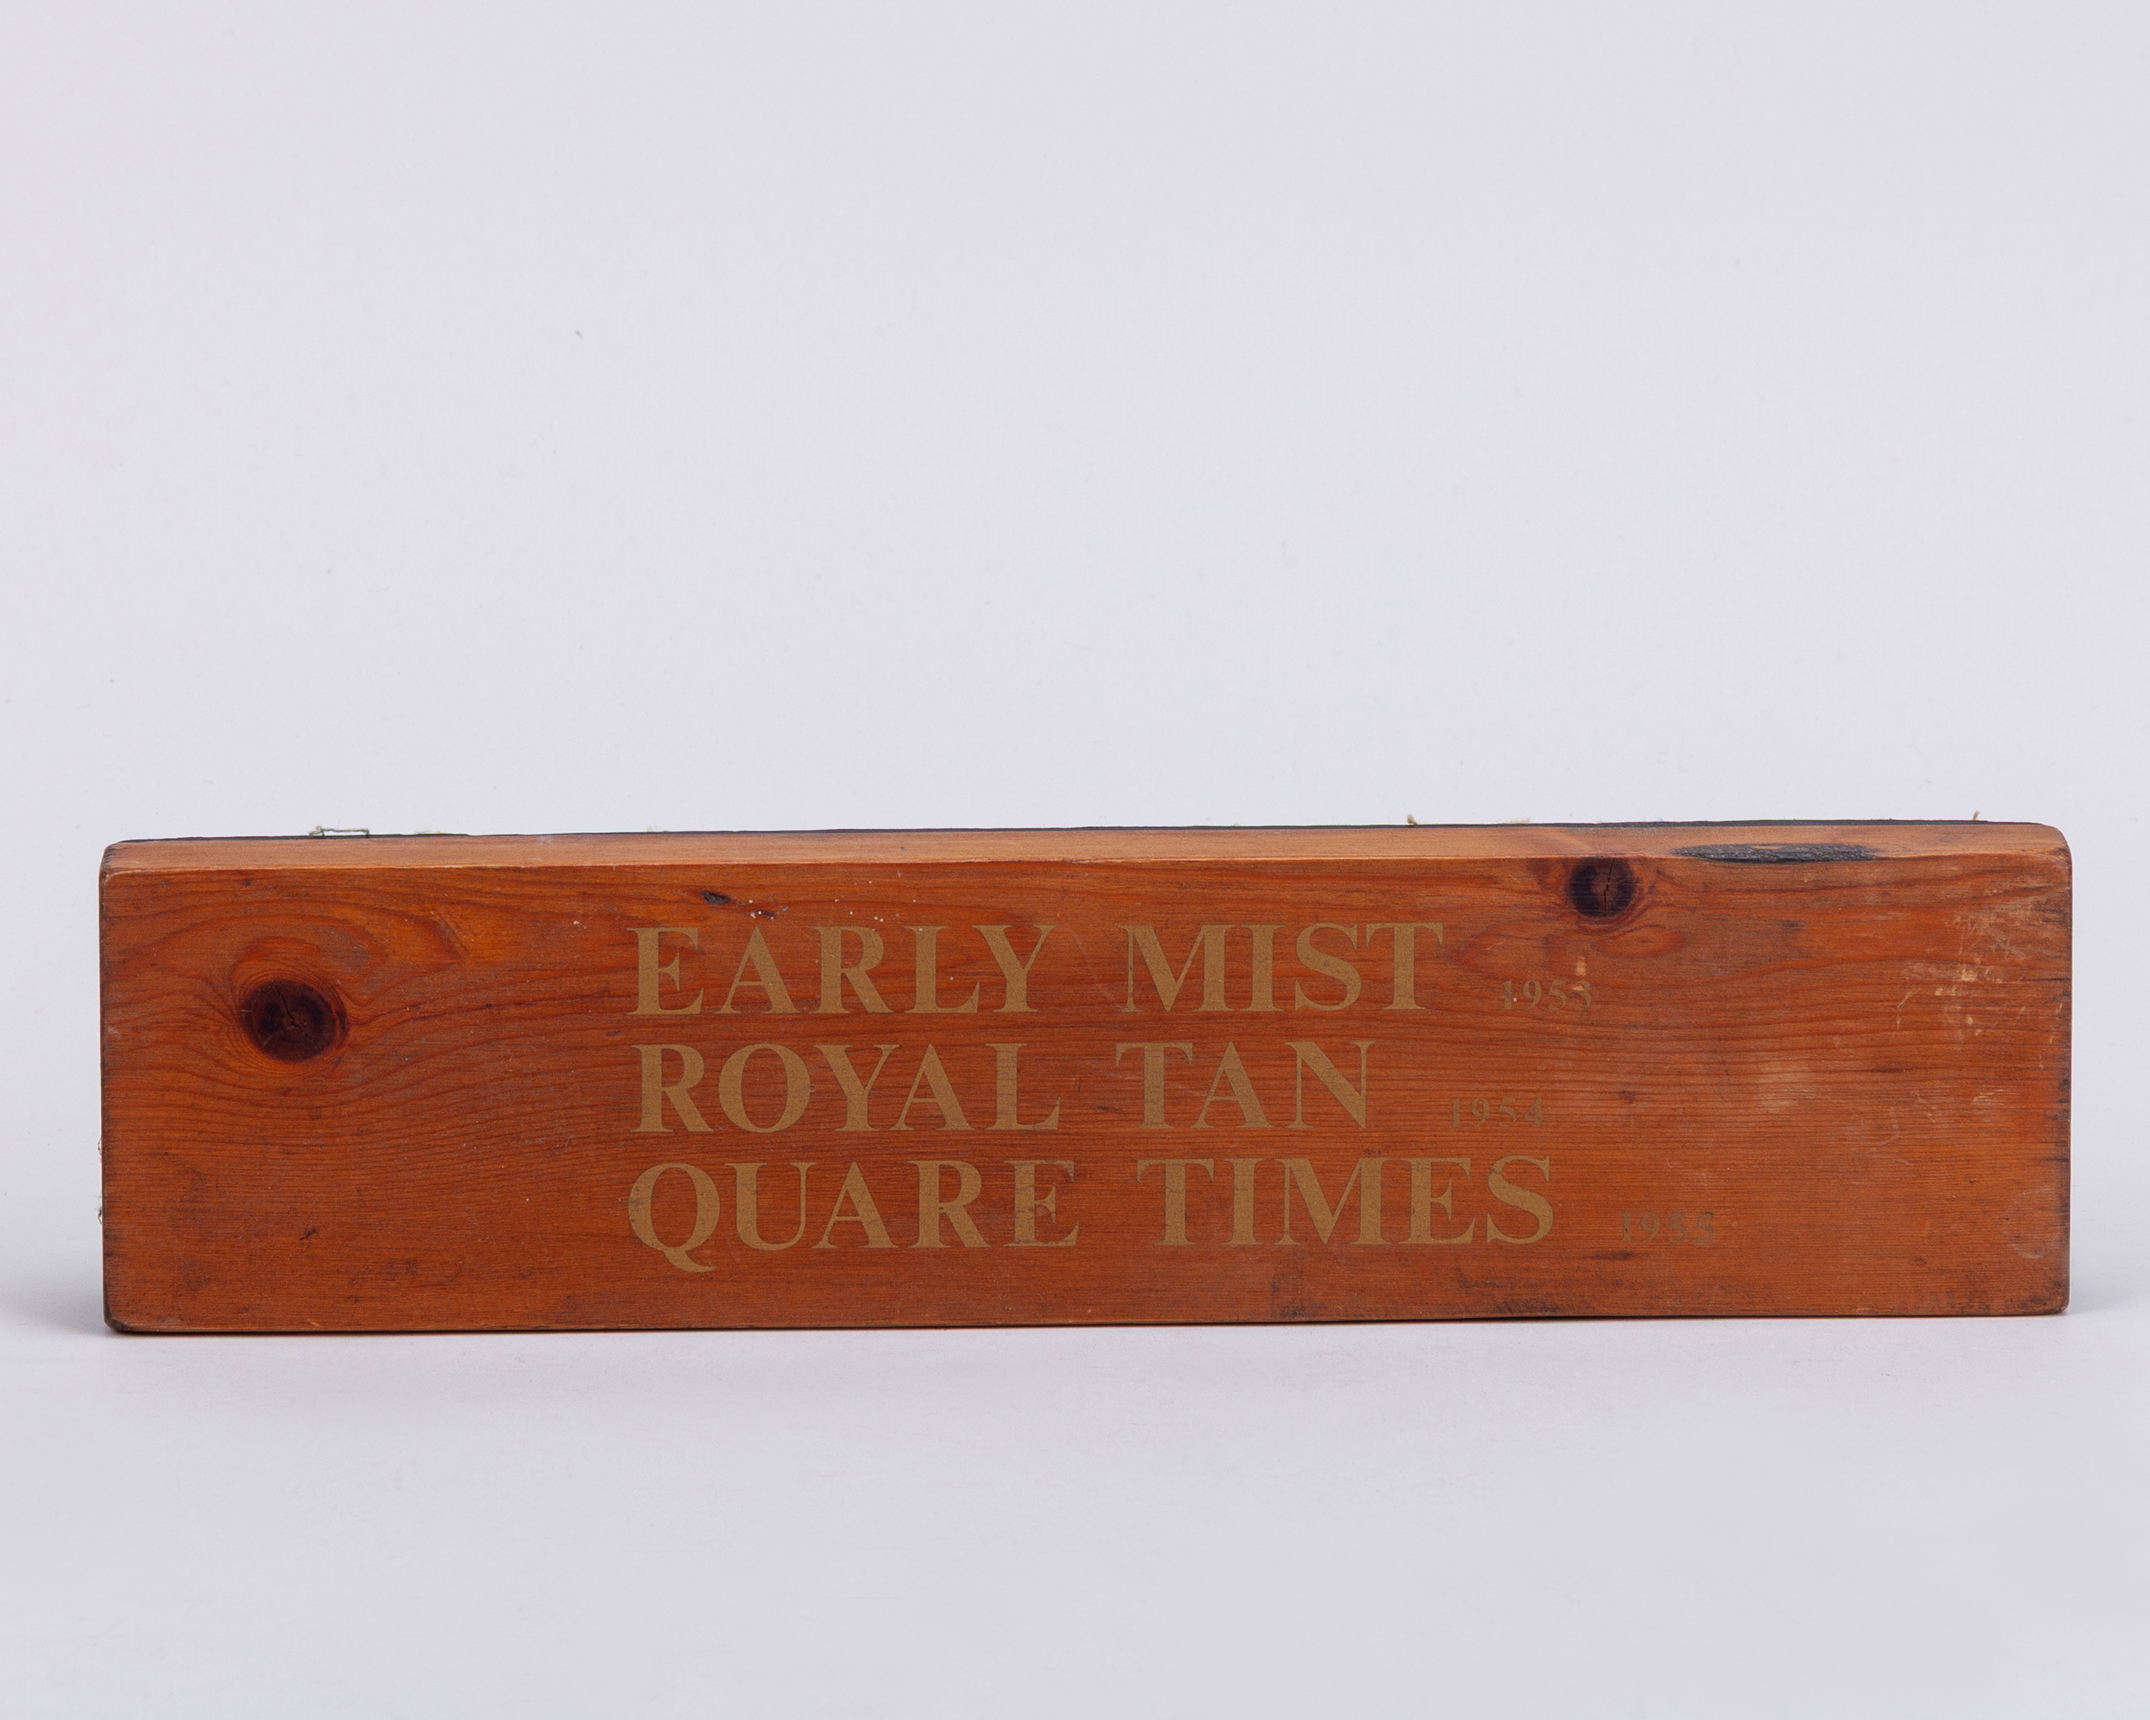 EARLY MIST 1953
ROYAL TAN 1954
QUARE TIMES 1955